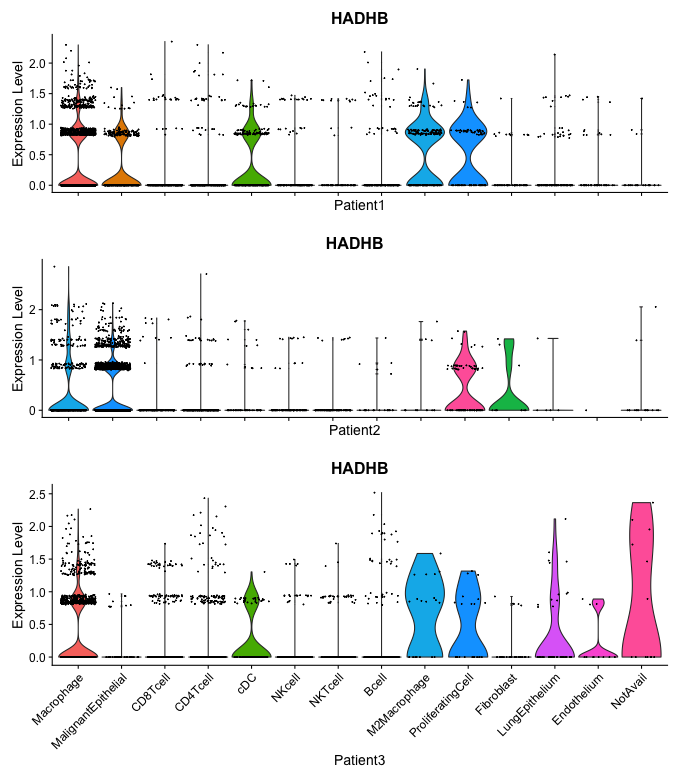 HADHB
Expression Level
2.0
1.5
1.0
0.5
0.0
Patient1
HADHB
Expression Level
2
1
0
Patient2
HADHB
Expression Level
2.5
2.0
1.5
1.0
0.5
0.0
Macrophage
MalignantEpithelial
CD8Tcell
CD4Tcell
cDC
NKcell
NKTcell
Bcell
M2Macrophage
ProliferatingCell
Fibroblast
LungEpithelium
Endothelium
NotAvail
Patient3